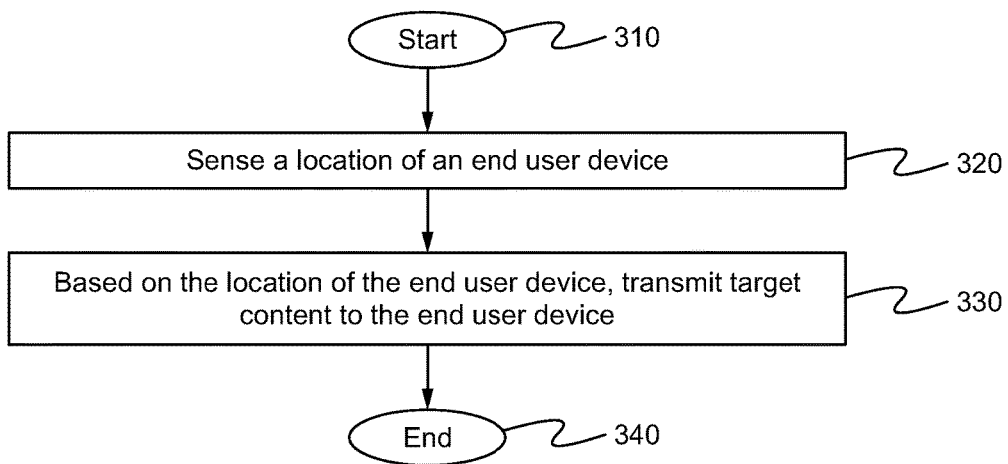 Start
310
Sense a location of an end user device
320
Based on the location of the end user device, transmit target
content to the end user device
330
End
340